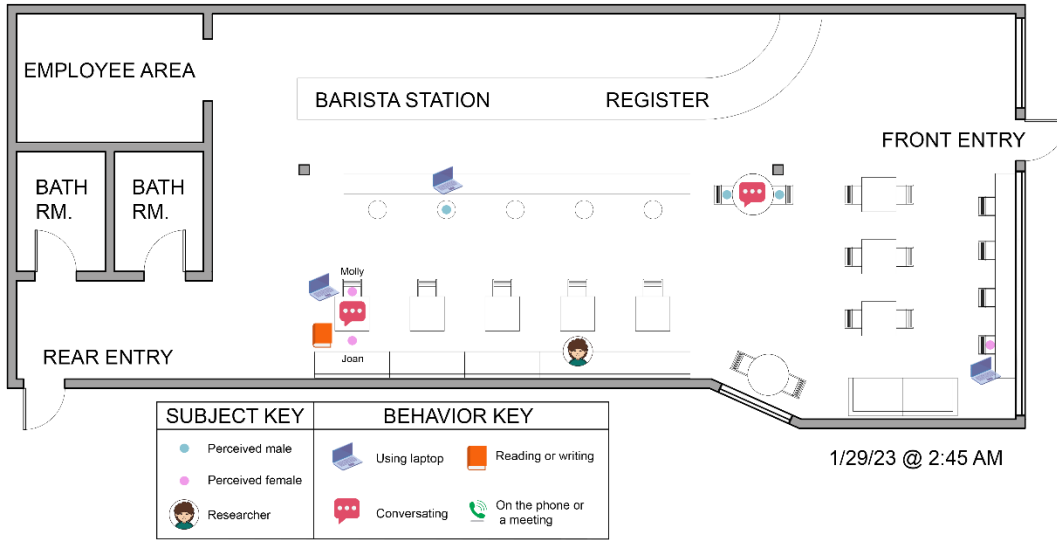 EMPLOYEE AREA
BARISTA STATION
REGISTER
FRONT ENTRY
BATH
RM.
BATH
RM.
Molly
Joan
REAR ENTRY
SUBJECT KEY
Perceived male
Perceived female
Researcher
BEHAVIOR KEY
Using laptop
Reading or writing
Conversating
On the phone or
a meeting
1/29/23 @ 2:45 AM